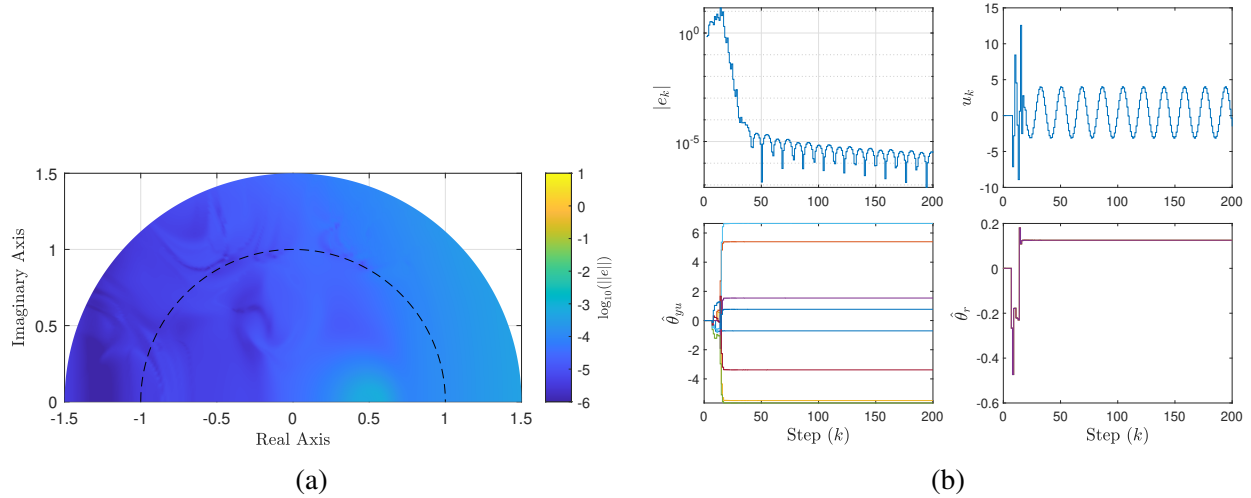 1.5
1
0.5
0
Imaginary Axis
-1.5 -1 -0.5 0 0.5 1 1.5
Real Axis
1
0
-1
-2
-3
-4
-5
-6
log₁₀(||e||)
(a)
10⁰
10⁻⁵
|eₖ|
0 50 100 150 200
15
10
5
0
-5
-10
uₖ
0 50 100 150 200
6
4
2
0
-2
-4
θ̂ᵧᵤ
0 50 100 150 200
Step (k)
0.2
0
-0.2
-0.4
-0.6
θ̂ᵣ
0 50 100 150 200
Step (k)
(b)